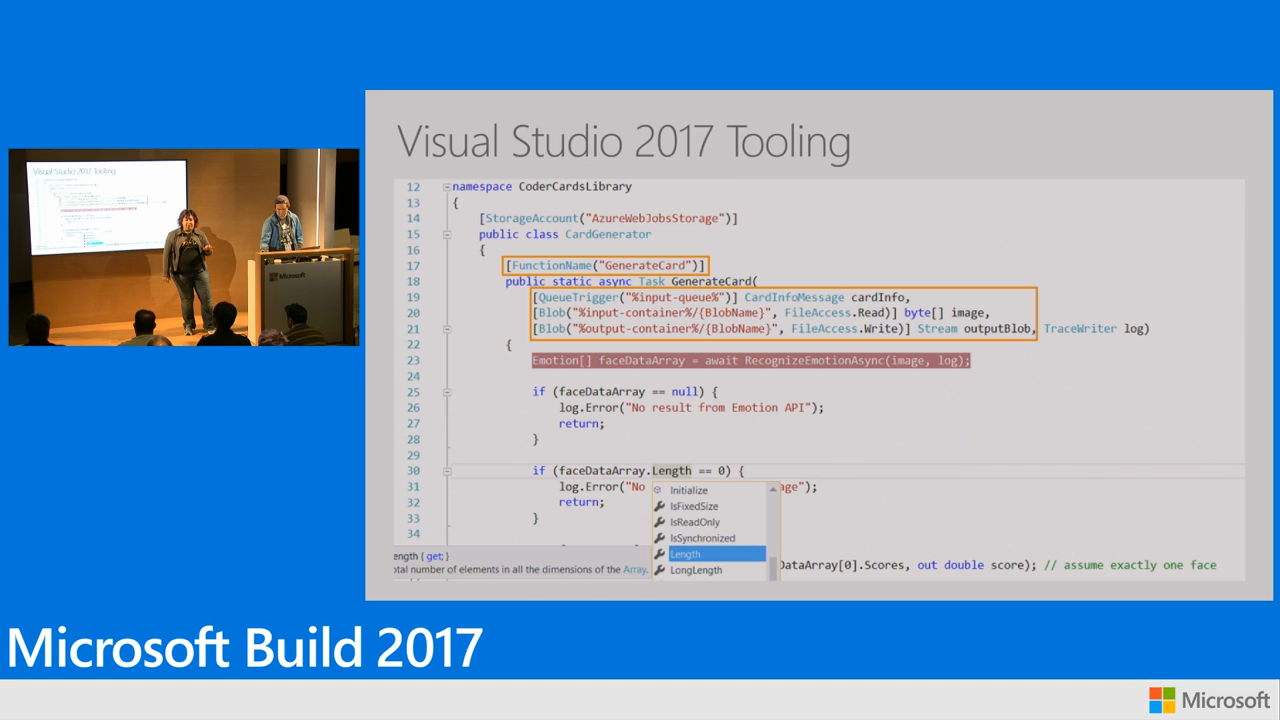 Visual Studio 2017 Tooling
Visual Studio 2017 Tooling
12 namespace CoderCardsLibrary
13 {
14 [StorageAccount("AzureWebJobsStorage")]
15 public class CardGenerator
16 {
17 [FunctionName("GenerateCard")]
18 public static async Task GenerateCard(
19 [QueueTrigger("%input-queue%")] CardInfoMessage cardInfo,
20 [Blob("%input-container%/{BlobName}", FileAccess.Read)] byte[] image,
21 [Blob("%output-container%/{BlobName}", FileAccess.Write)] Stream outputBlob, TraceWriter log)
22 {
23 Emotion[] faceDataArray = await RecognizeEmotionAsync(image, log);
24
25 if (faceDataArray == null) {
26 log.Error("No result from Emotion API");
27 return;
28 }
29
30 if (faceDataArray.Length == 0) {
31 log.Error("No age");
Initialize
32 return;
IsFixedSize
33 }
IsReadOnly
34
IsSynchronized
ength { get; }
Length
otal number of elements in all the dimensions of the Array.
LongLength
DataArray[0].Scores, out double score); // assume exactly one face
Microsoft
Microsoft Build 2017
Microsoft